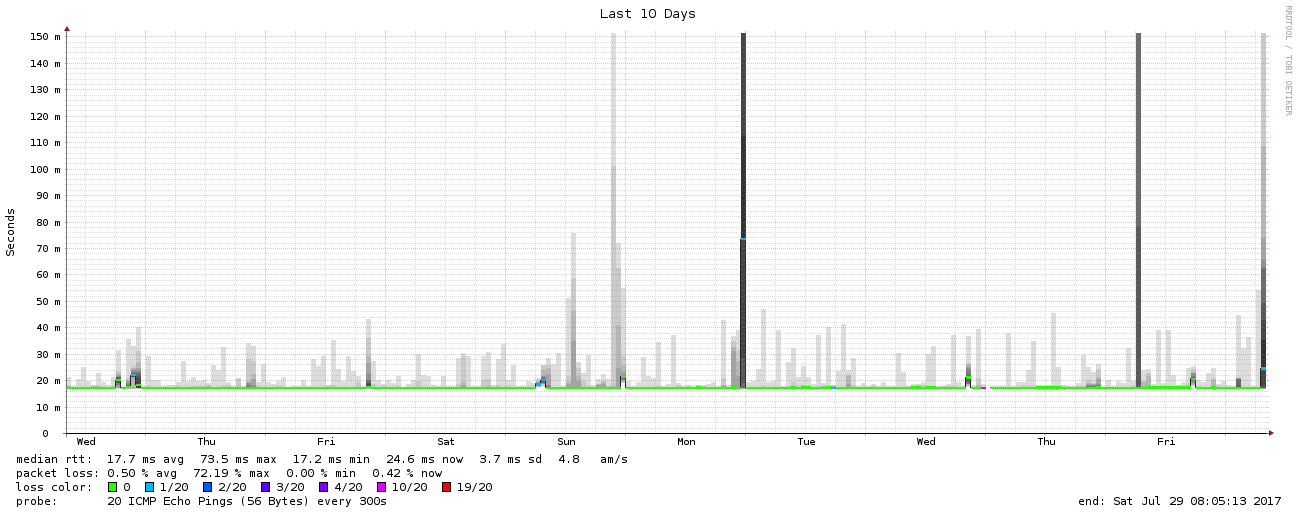 Last 10 Days
RRDTOOL / TOBI OETIKER
Seconds
150 m
140 m
130 m
120 m
110 m
100 m
90 m
80 m
70 m
60 m
50 m
40 m
30 m
20 m
10 m
0
Wed Thu Fri Sat Sun Mon Tue Wed Thu Fri
median rtt: 17.7 ms avg 73.5 ms max 17.2 ms min 24.6 ms now 3.7 ms sd 4.8 am/s
packet loss: 0.50 % avg 72.19 % max 0.00 % min 0.42 % now
loss color: 0 1/20 2/20 3/20 4/20 10/20 19/20
probe: 20 ICMP Echo Pings (56 Bytes) every 300s end: Sat Jul 29 08:05:13 2017